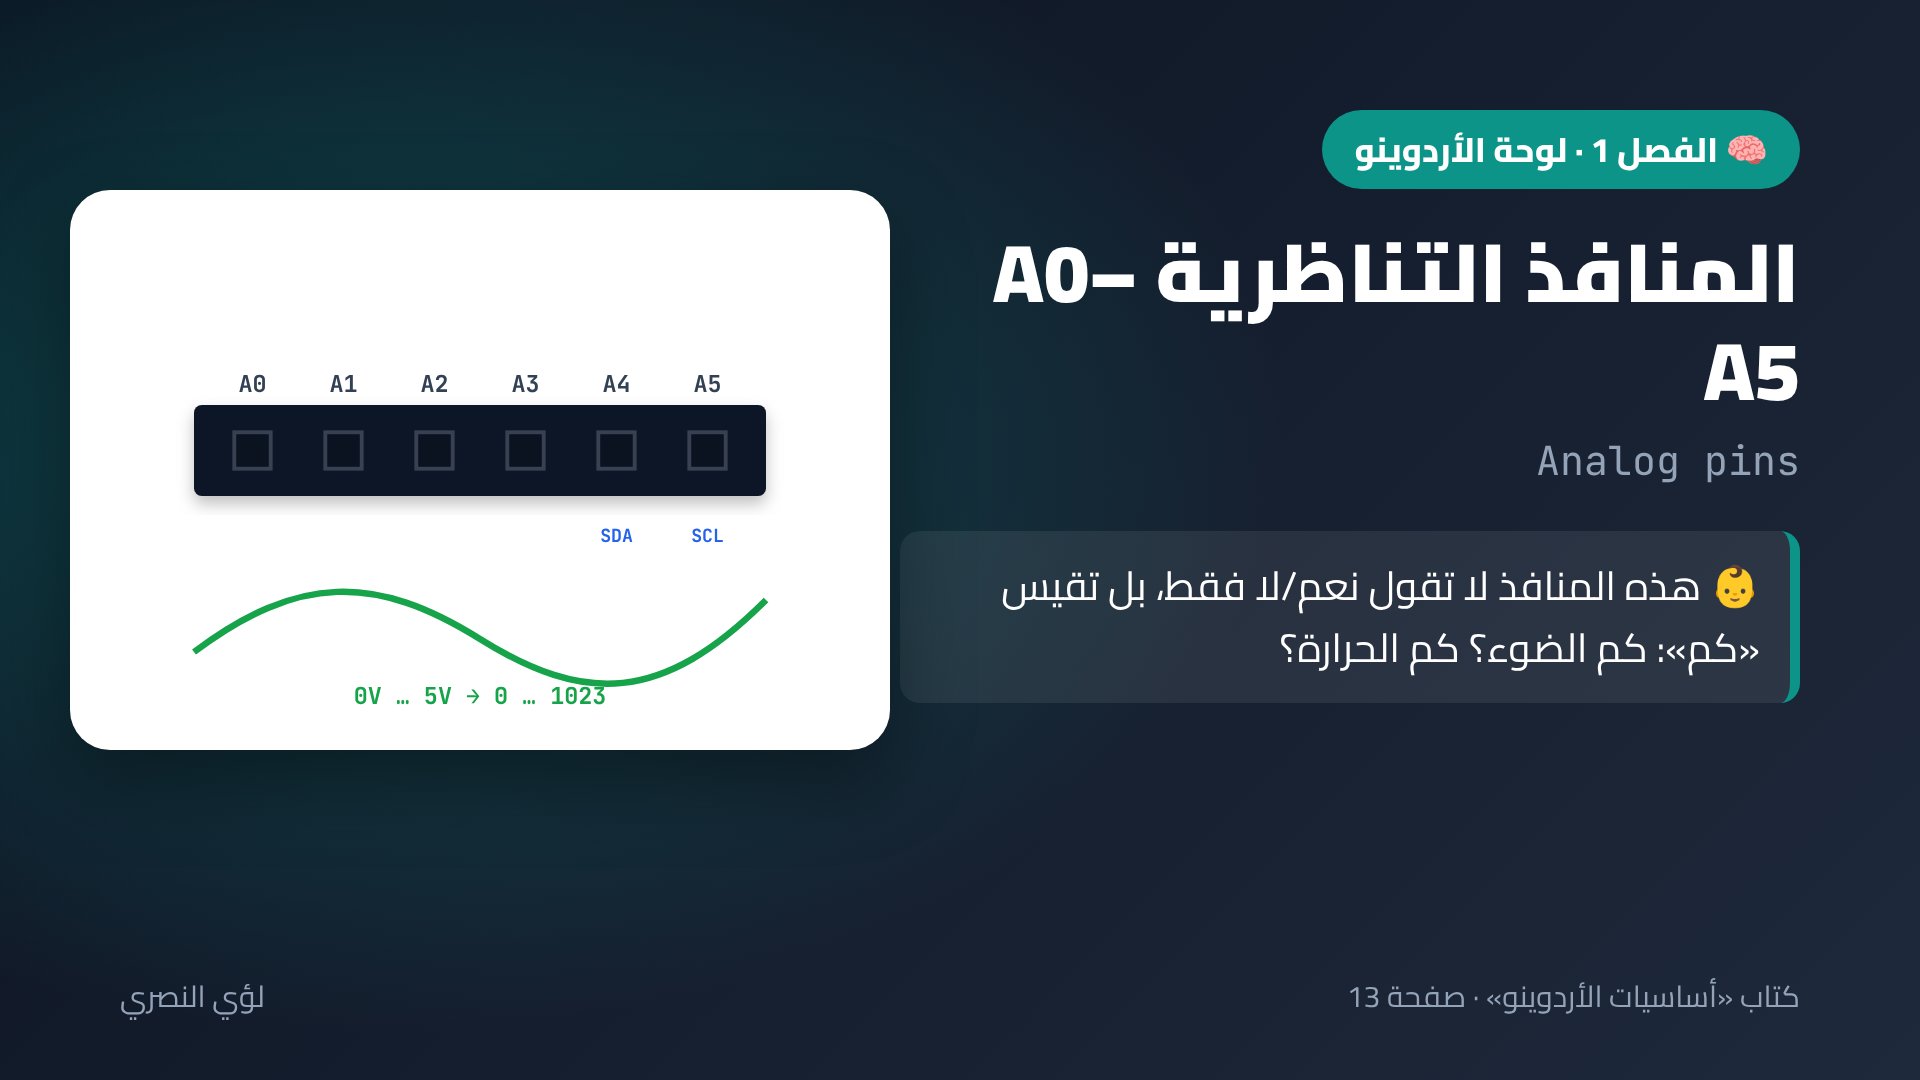 🧠 الفصل 1 · لوحة الأردوينو
المنافذ التناظرية A0–
A5
Analog pins
👶 هذه المنافذ لا تقول نعم/لا فقط، بل تقيس
«كم»: كم الضوء؟ كم الحرارة؟
A0 A1 A2 A3 A4 A5
SDA SCL
0V … 5V → 0 … 1023
كتاب «أساسيات الأردوينو» · صفحة 13
لؤي النصري